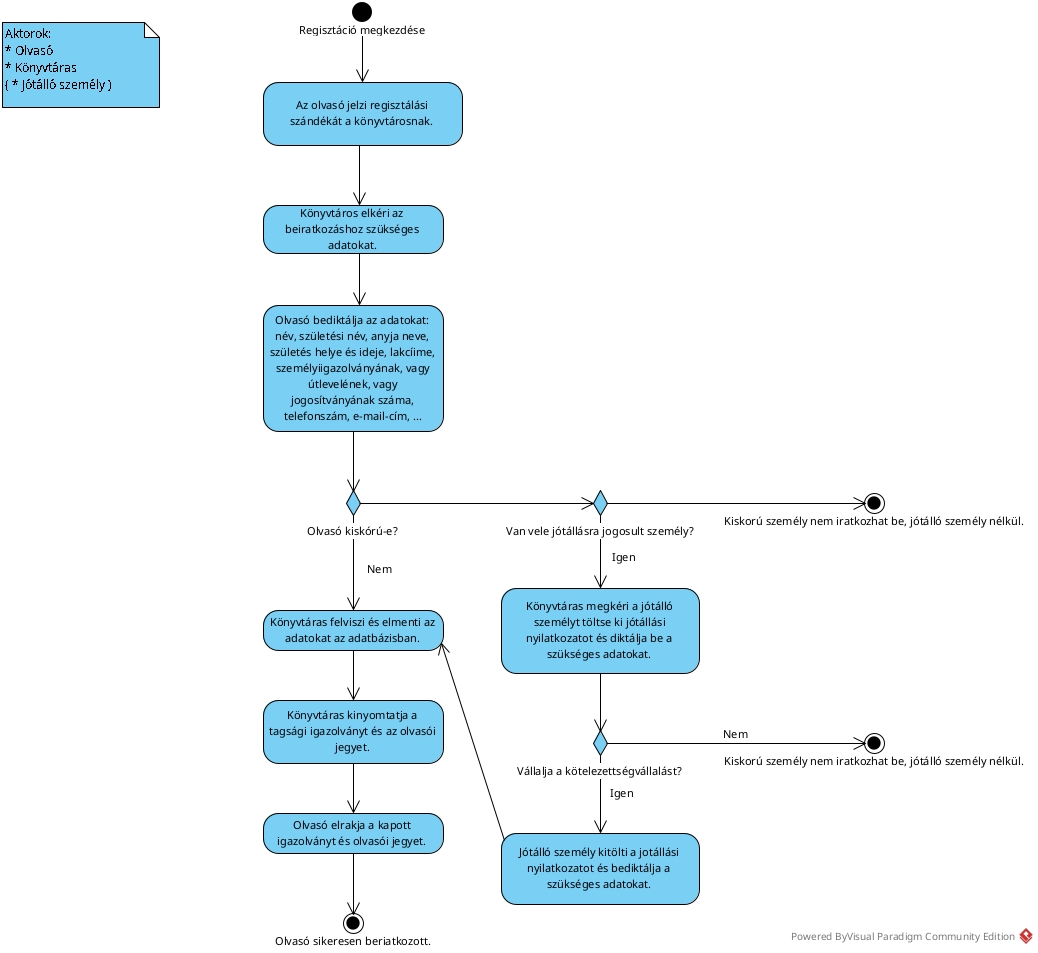 Aktorok:
* Olvasó
* Könyvtáras
( * Jótálló személy )
Regisztáció megkezdése
Az olvasó jelzi regisztálási
szándékát a könyvtárosnak.
Könyvtáros elkéri az
beiratkozáshoz szükséges
adatokat.
Olvasó bediktálja az adatokat:
név, születési név, anyja neve,
születés helye és ideje, lakcíime,
személyiigazolványának, vagy
útlevelének, vagy
jogosítványának száma,
telefonszám, e-mail-cím, ...
Olvasó kiskórú-e?
Van vele jótállásra jogosult személy?
Kiskorú személy nem iratkozhat be, jótálló személy nélkül.
Igen
Nem
Könyvtáras megkéri a jótálló
személyt töltse ki jótállási
nyilatkozatot és diktálja be a
szükséges adatokat.
Könyvtáras felviszi és elmenti az
adatokat az adatbázisban.
Könyvtáras kinyomtatja a
tagsági igazolványt és az olvasói
jegyet.
Nem
Kiskorú személy nem iratkozhat be, jótálló személy nélkül.
Vállalja a kötelezettségvállalást?
Igen
Olvasó elrakja a kapott
igazolványt és olvasói jegyet.
Jótálló személy kitölti a jotállási
nyilatkozatot és bediktálja a
szükséges adatokat.
Olvasó sikeresen beriatkozott.
Powered ByVisual Paradigm Community Edition